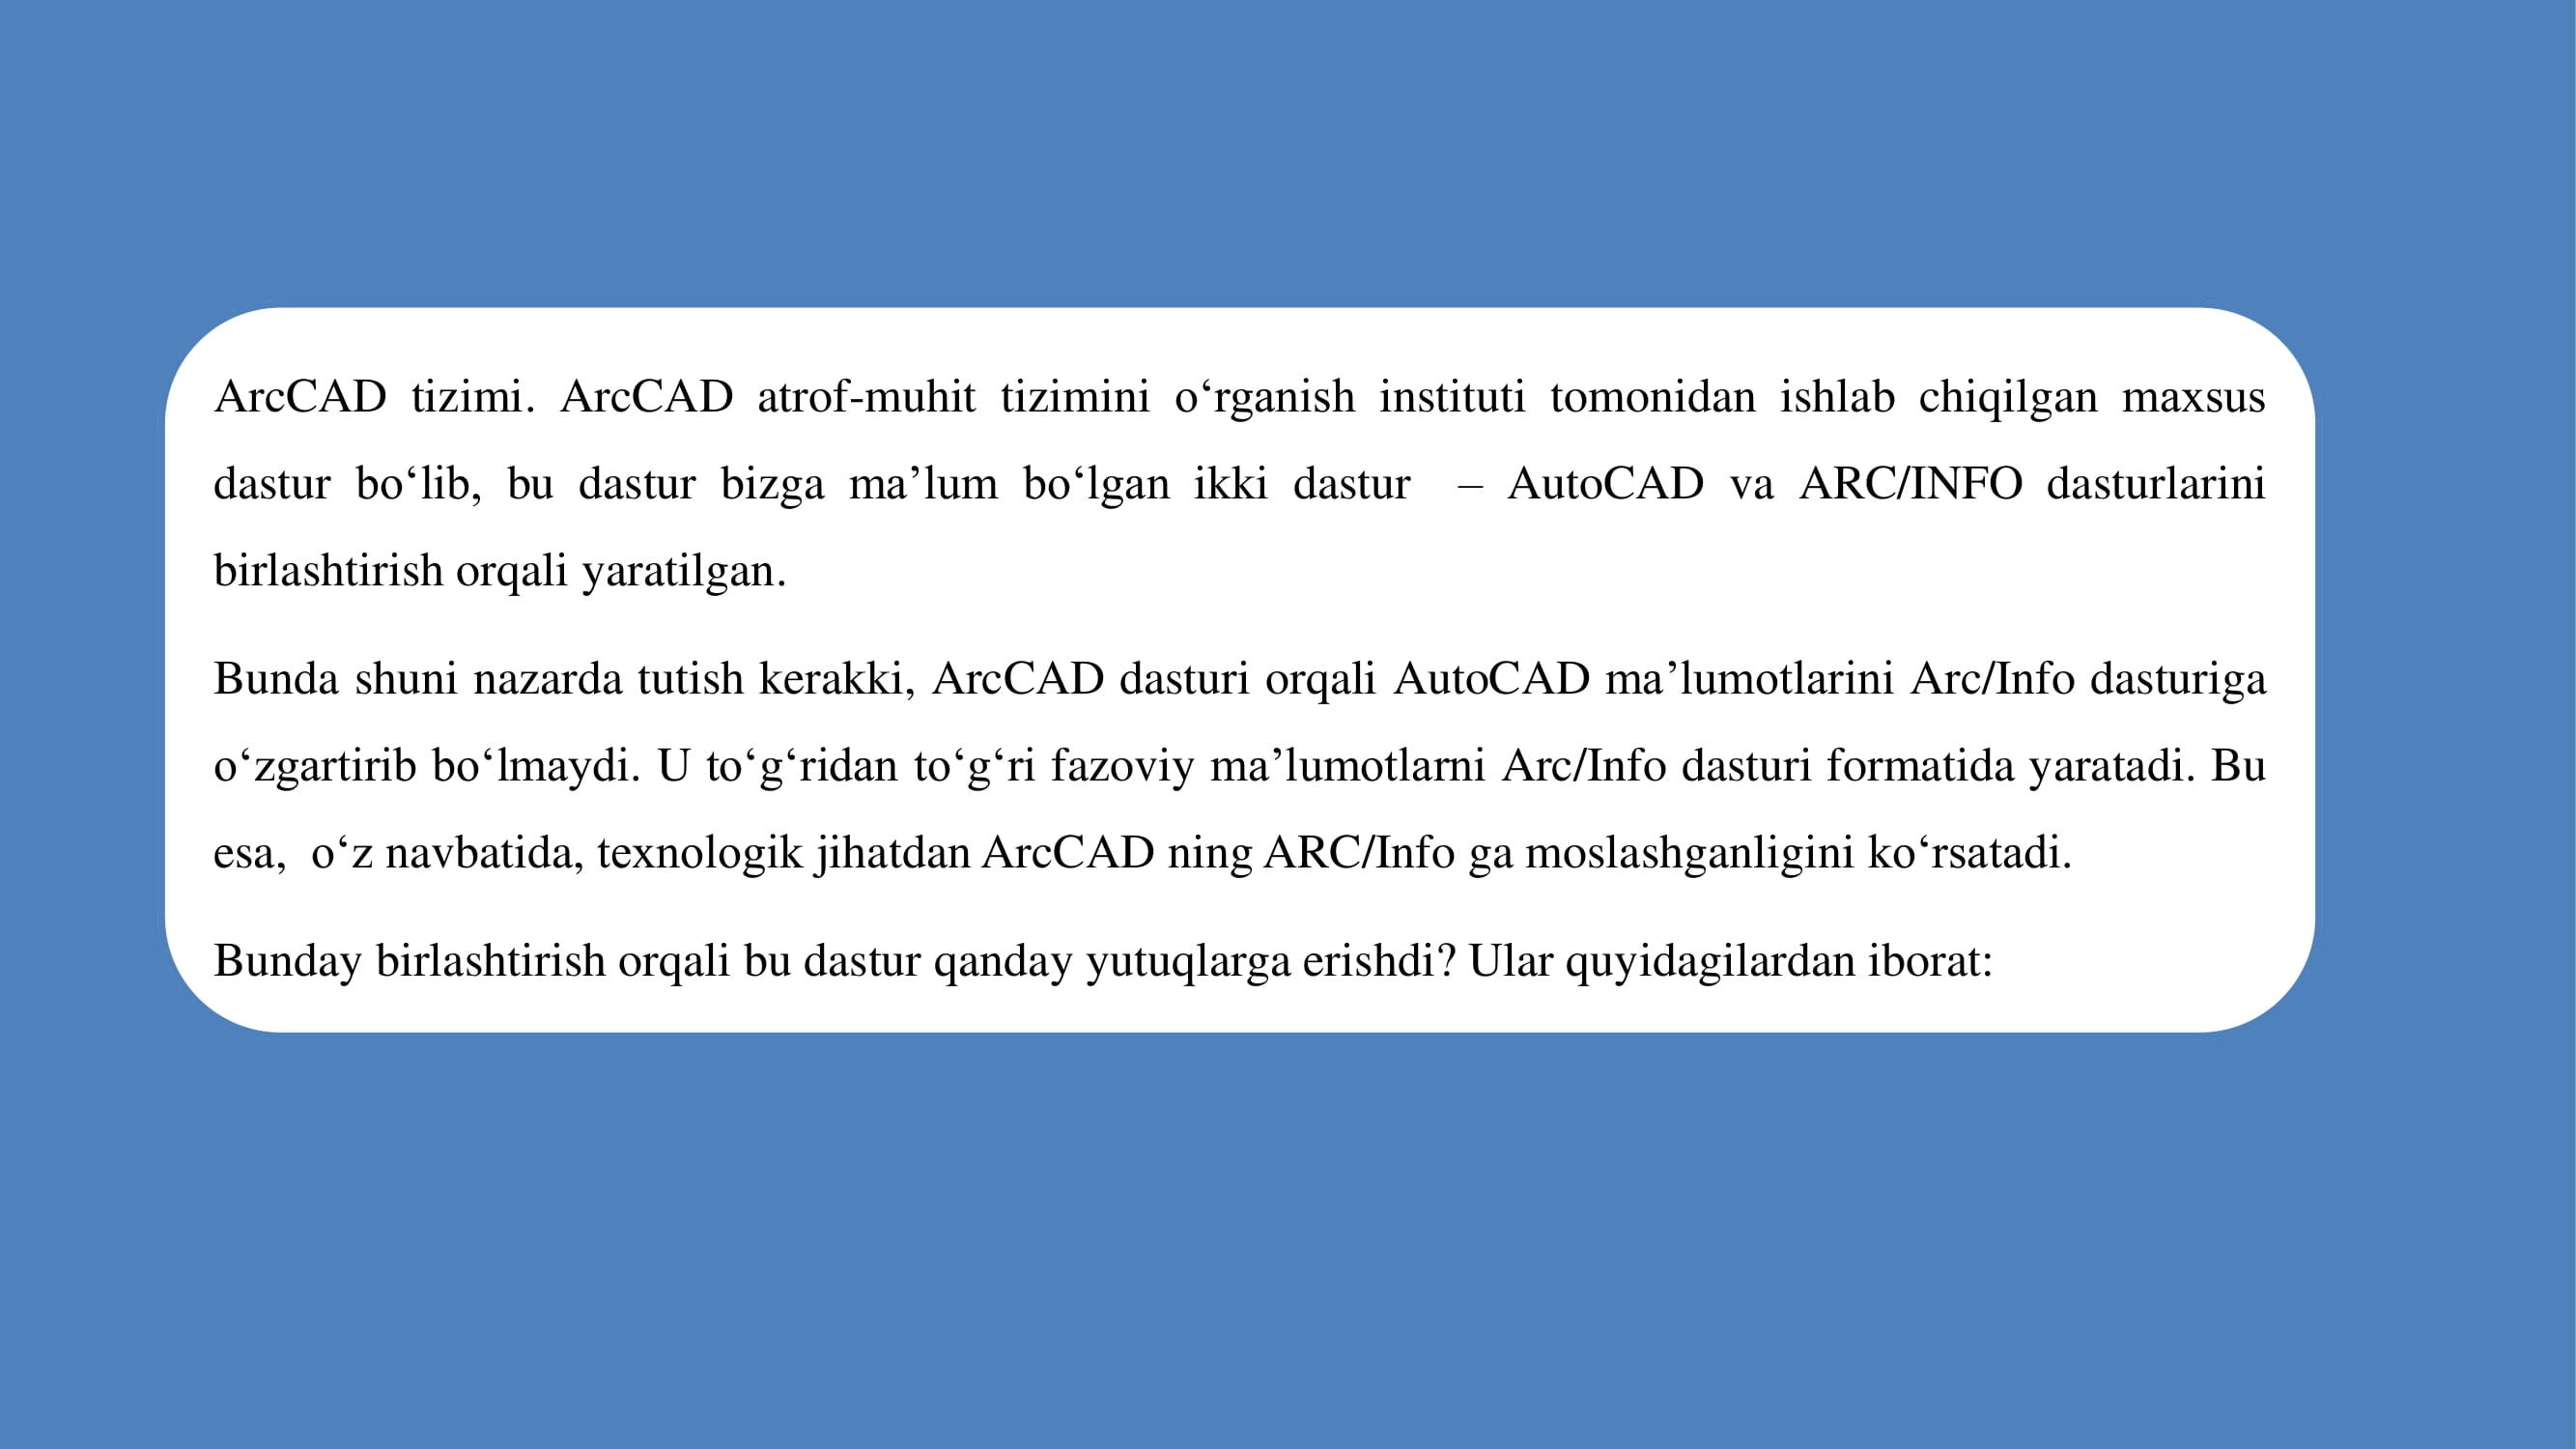 ArcCAD tizimi. ArcCAD atrof-muhit tizimini o‘rganish instituti tomonidan ishlab chiqilgan maxsus
dastur bo‘lib, bu dastur bizga ma’lum bo‘lgan ikki dastur – AutoCAD va ARC/INFO dasturlarini
birlashtirish orqali yaratilgan.
Bunda shuni nazarda tutish kerakki, ArcCAD dasturi orqali AutoCAD ma’lumotlarini Arc/Info dasturiga
o‘zgartirib bo‘lmaydi. U to‘g‘ridan to‘g‘ri fazoviy ma’lumotlarni Arc/Info dasturi formatida yaratadi. Bu
esa, o‘z navbatida, texnologik jihatdan ArcCAD ning ARC/Info ga moslashganligini ko‘rsatadi.
Bunday birlashtirish orqali bu dastur qanday yutuqlarga erishdi? Ular quyidagilardan iborat: